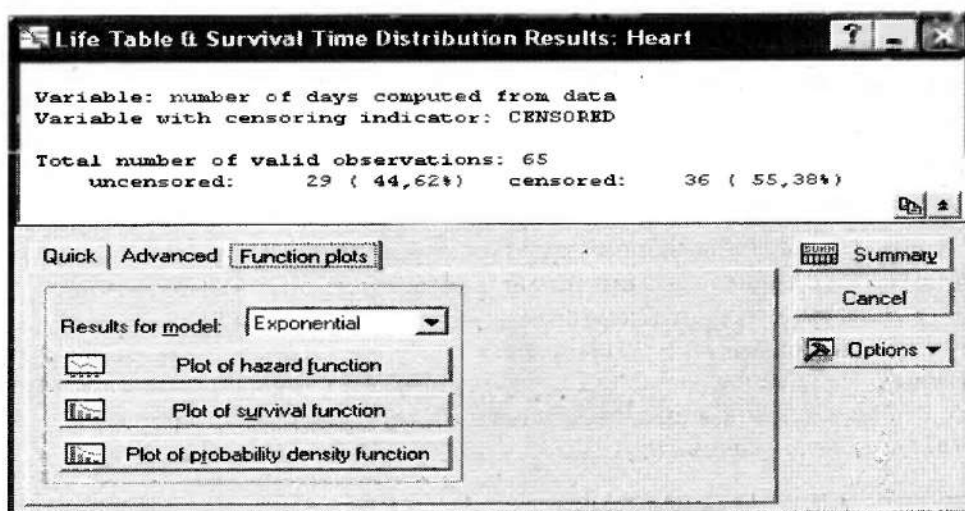 Life Table & Survival Time Distribution Results: Heart
Variable: number of days computed from data
Variable with censoring indicator: CENSORED
Total number of valid observations: 65
uncensored: 29 ( 44,62%) censored: 36 ( 55,38%)
Quick Advanced Function plots
Results for model: Exponential
Plot of hazard function
Plot of survival function
Plot of probability density function
Summary
Cancel
Options